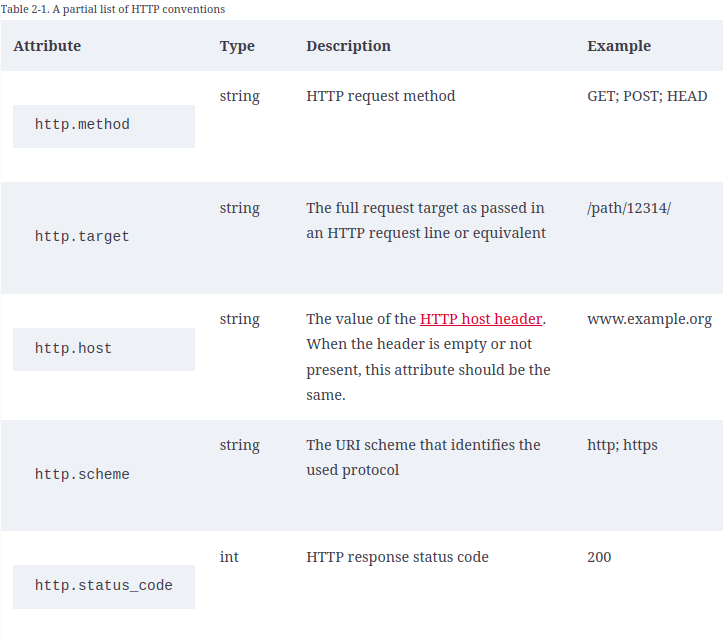 Table 2-1. A partial list of HTTP conventions
Attribute Type Description Example
http.method string HTTP request method GET; POST; HEAD
http.target string The full request target as passed in /path/12314/
an HTTP request line or equivalent
http.host string The value of the HTTP host header. www.example.org
When the header is empty or not
present, this attribute should be the
same.
http.scheme string The URI scheme that identifies the http; https
used protocol
http.status_code int HTTP response status code 200